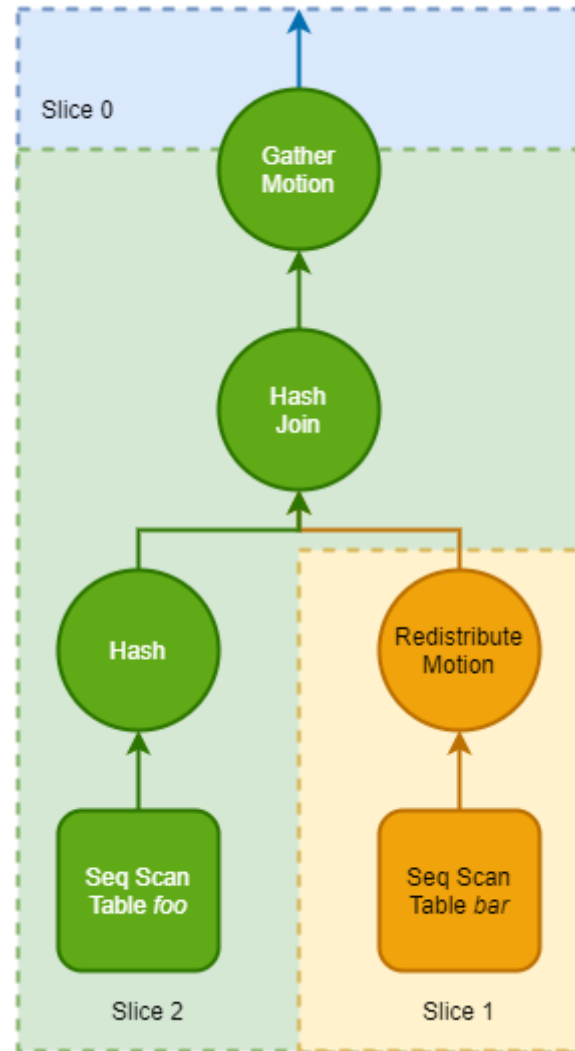 Slice 0
Gather
Motion
Hash
Join
Hash
Redistribute
Motion
Seq Scan
Table foo
Seq Scan
Table bar
Slice 2
Slice 1